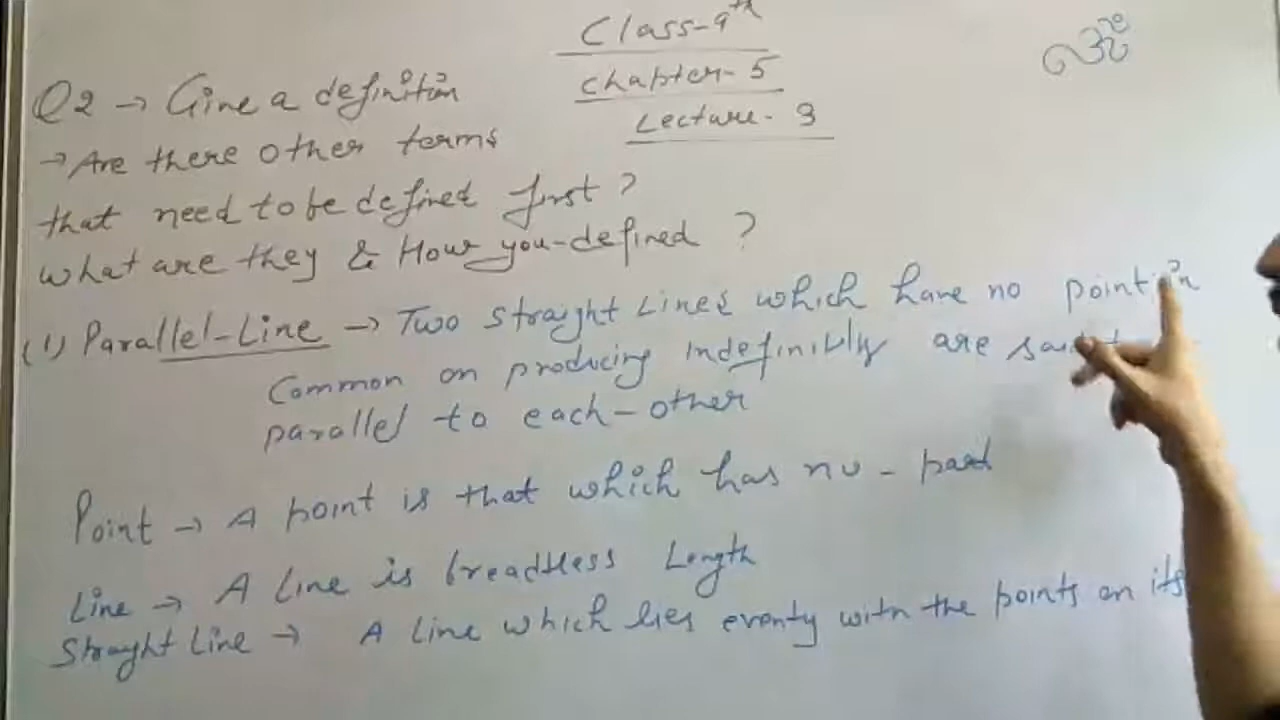 Class-9th
Chapter-5
Lecture-3
ॐ
Q2 → Give a definition
→ Are there other terms
that need to be defined first?
What are they & How you-defined ?
(1) Parallel-Line → Two straight Lines which have no point in
Common on producing Indefinitly are said
parallel to each-other
Point → A point is that which has no-part
Line → A Line is breadtless Length
Straight Line → A Line which lies evenly with the points on its